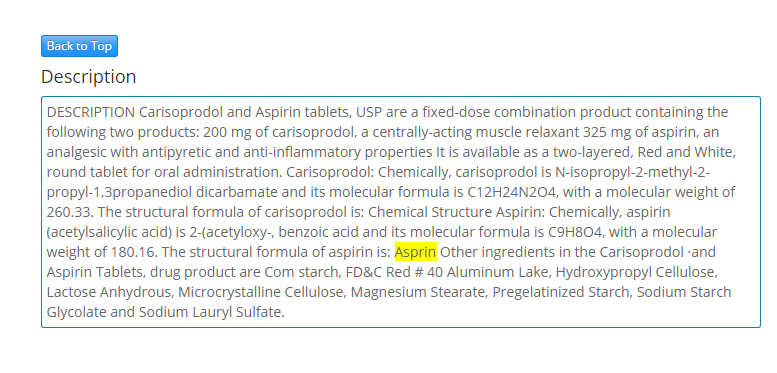 Back to Top
Description
DESCRIPTION Carisoprodol and Aspirin tablets, USP are a fixed-dose combination product containing the
following two products: 200 mg of carisoprodol, a centrally-acting muscle relaxant 325 mg of aspirin, an
analgesic with antipyretic and anti-inflammatory properties It is available as a two-layered, Red and White,
round tablet for oral administration. Carisoprodol: Chemically, carisoprodol is N-isopropyl-2-methyl-2-
propyl-1,3propanediol dicarbamate and its molecular formula is C12H24N2O4, with a molecular weight of
260.33. The structural formula of carisoprodol is: Chemical Structure Aspirin: Chemically, aspirin
(acetylsalicylic acid) is 2-(acetyloxy-, benzoic acid and its molecular formula is C9H8O4, with a molecular
weight of 180.16. The structural formula of aspirin is: Asprin Other ingredients in the Carisoprodol ·and
Aspirin Tablets, drug product are Com starch, FD&C Red # 40 Aluminum Lake, Hydroxypropyl Cellulose,
Lactose Anhydrous, Microcrystalline Cellulose, Magnesium Stearate, Pregelatinized Starch, Sodium Starch
Glycolate and Sodium Lauryl Sulfate.